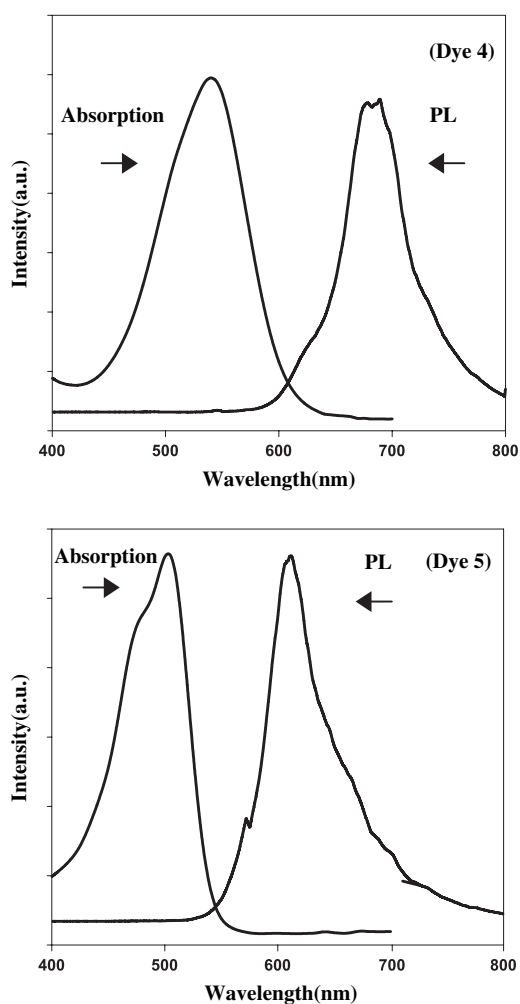 (Dye 4)
Absorption
PL
Intensity(a.u.)
400 500 600 700 800
Wavelength(nm)
Absorption
PL
(Dye 5)
Intensity(a.u.)
400 500 600 700 800
Wavelength(nm)